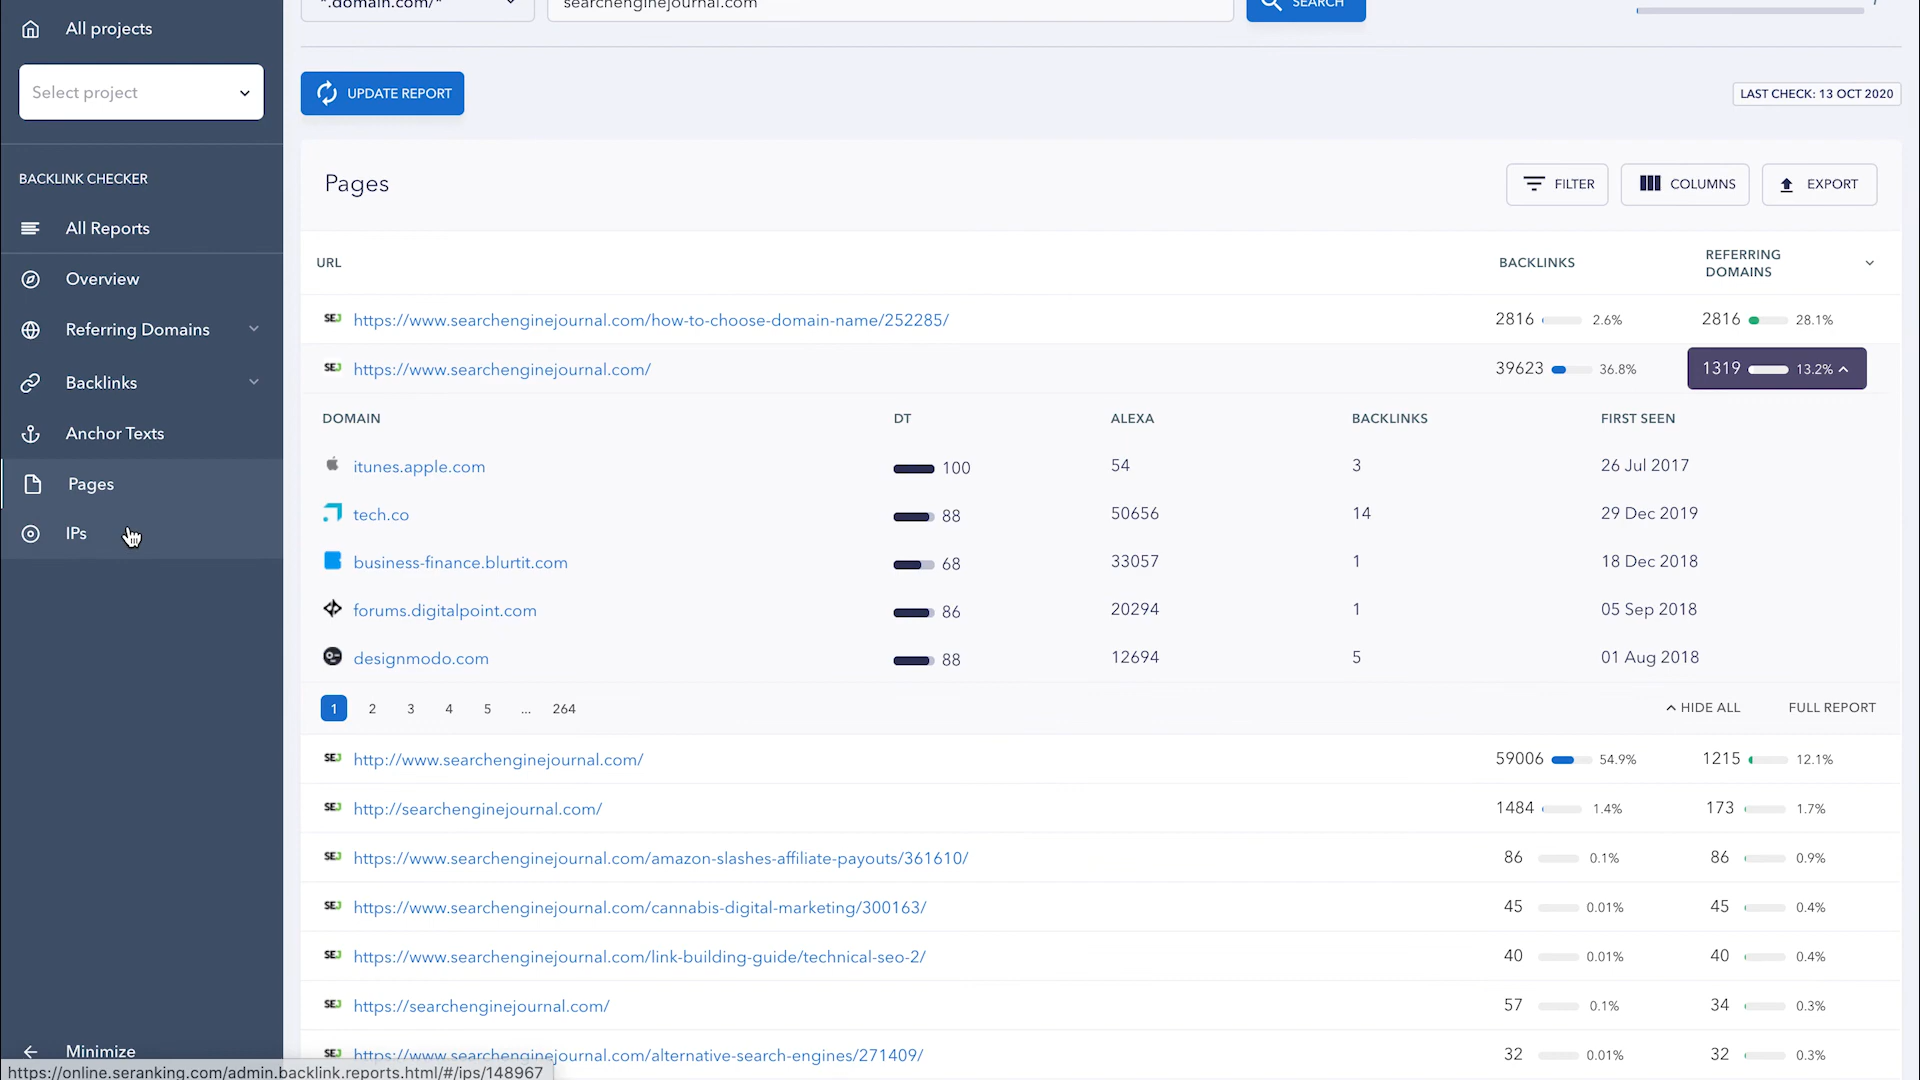 All projects
*.domain.com/*
searchenginejournal.com
SEARCH
Select project
UPDATE REPORT
LAST CHECK: 13 OCT 2020
BACKLINK CHECKER
All Reports
Overview
Referring Domains
Backlinks
Anchor Texts
Pages
IPs
Minimize
Pages
FILTER
COLUMNS
EXPORT
URL BACKLINKS REFERRING
DOMAINS
SEJ https://www.searchenginejournal.com/how-to-choose-domain-name/252285/ 2816 2.6% 2816 28.1%
SEJ https://www.searchenginejournal.com/ 39623 36.8% 1319 13.2%
DOMAIN DT ALEXA BACKLINKS FIRST SEEN
itunes.apple.com 100 54 3 26 Jul 2017
tech.co 88 50656 14 29 Dec 2019
business-finance.blurtit.com 68 33057 1 18 Dec 2018
forums.digitalpoint.com 86 20294 1 05 Sep 2018
designmodo.com 88 12694 5 01 Aug 2018
1 2 3 4 5 ... 264 HIDE ALL FULL REPORT
SEJ http://www.searchenginejournal.com/ 59006 54.9% 1215 12.1%
SEJ http://searchenginejournal.com/ 1484 1.4% 173 1.7%
SEJ https://www.searchenginejournal.com/amazon-slashes-affiliate-payouts/361610/ 86 0.1% 86 0.9%
SEJ https://www.searchenginejournal.com/cannabis-digital-marketing/300163/ 45 0.01% 45 0.4%
SEJ https://www.searchenginejournal.com/link-building-guide/technical-seo-2/ 40 0.01% 40 0.4%
SEJ https://searchenginejournal.com/ 57 0.1% 34 0.3%
SEJ https://www.searchenginejournal.com/alternative-search-engines/271409/ 32 0.01% 32 0.3%
https://online.seranking.com/admin.backlink.reports.html/#/ips/148967